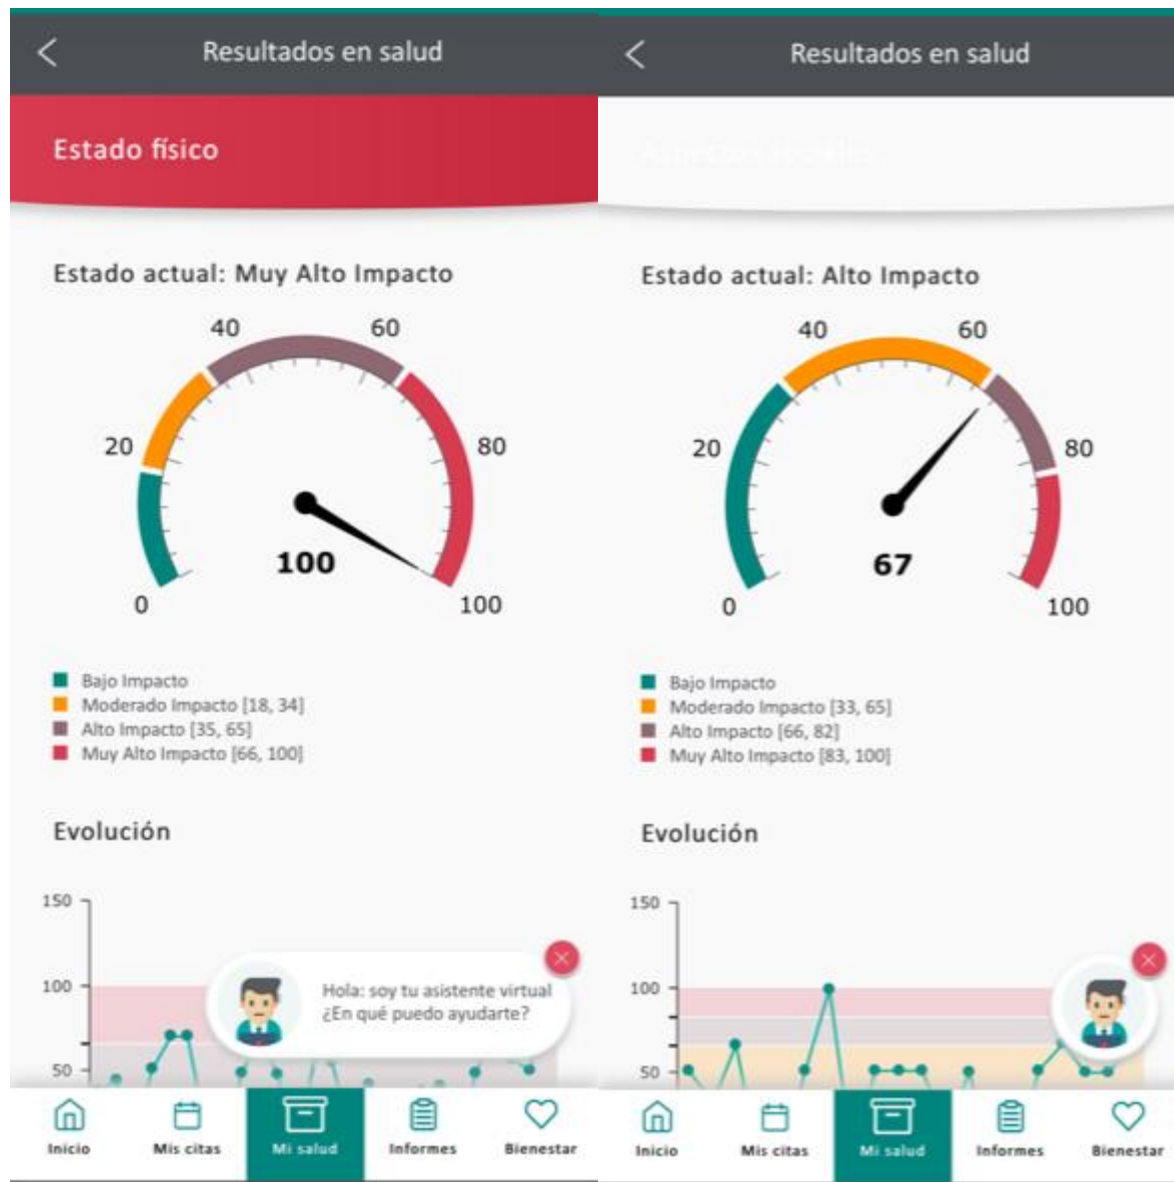 Resultados en salud
Estado físico
Estado actual: Muy Alto Impacto
40
60
20
80
100
0
100
Bajo Impacto
Moderado Impacto [18, 34]
Alto Impacto [35, 65]
Muy Alto Impacto [66, 100]
Evolución
150
100
50
Hola: soy tu asistente virtual
¿En qué puedo ayudarte?
Inicio
Mis citas
Mi salud
Informes
Bienestar
Resultados en salud
Estado actual: Alto Impacto
40
60
20
80
67
0
100
Bajo Impacto
Moderado Impacto [33, 65]
Alto Impacto [66, 82]
Muy Alto Impacto [83, 100]
Evolución
150
100
50
Inicio
Mis citas
Mi salud
Informes
Bienestar